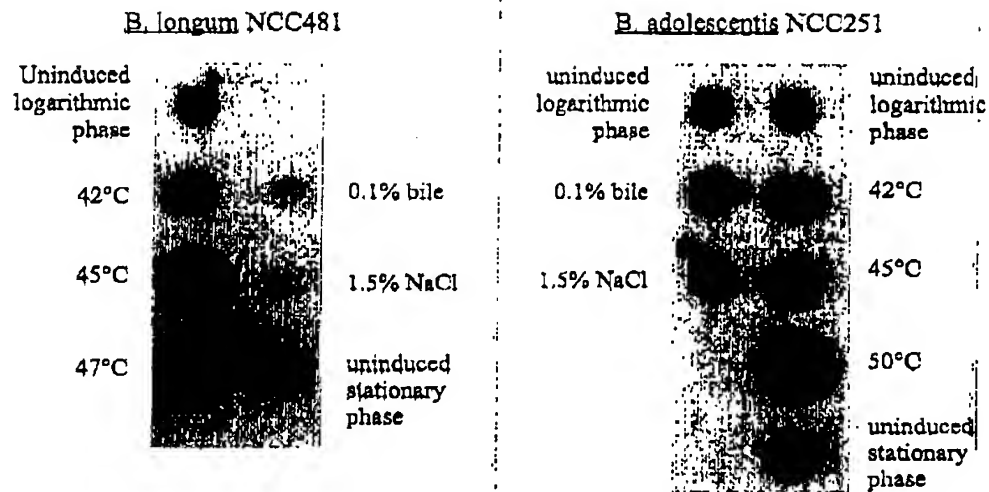 B. longum NCC481
Uninduced
logarithmic
phase
42°C
0.1% bile
45°C
1.5% NaCl
47°C
uninduced
stationary
phase
B. adolescentis NCC251
uninduced
logarithmic
phase
uninduced
logarithmic
phase
0.1% bile
42°C
1.5% NaCl
45°C
50°C
uninduced
stationary
phase